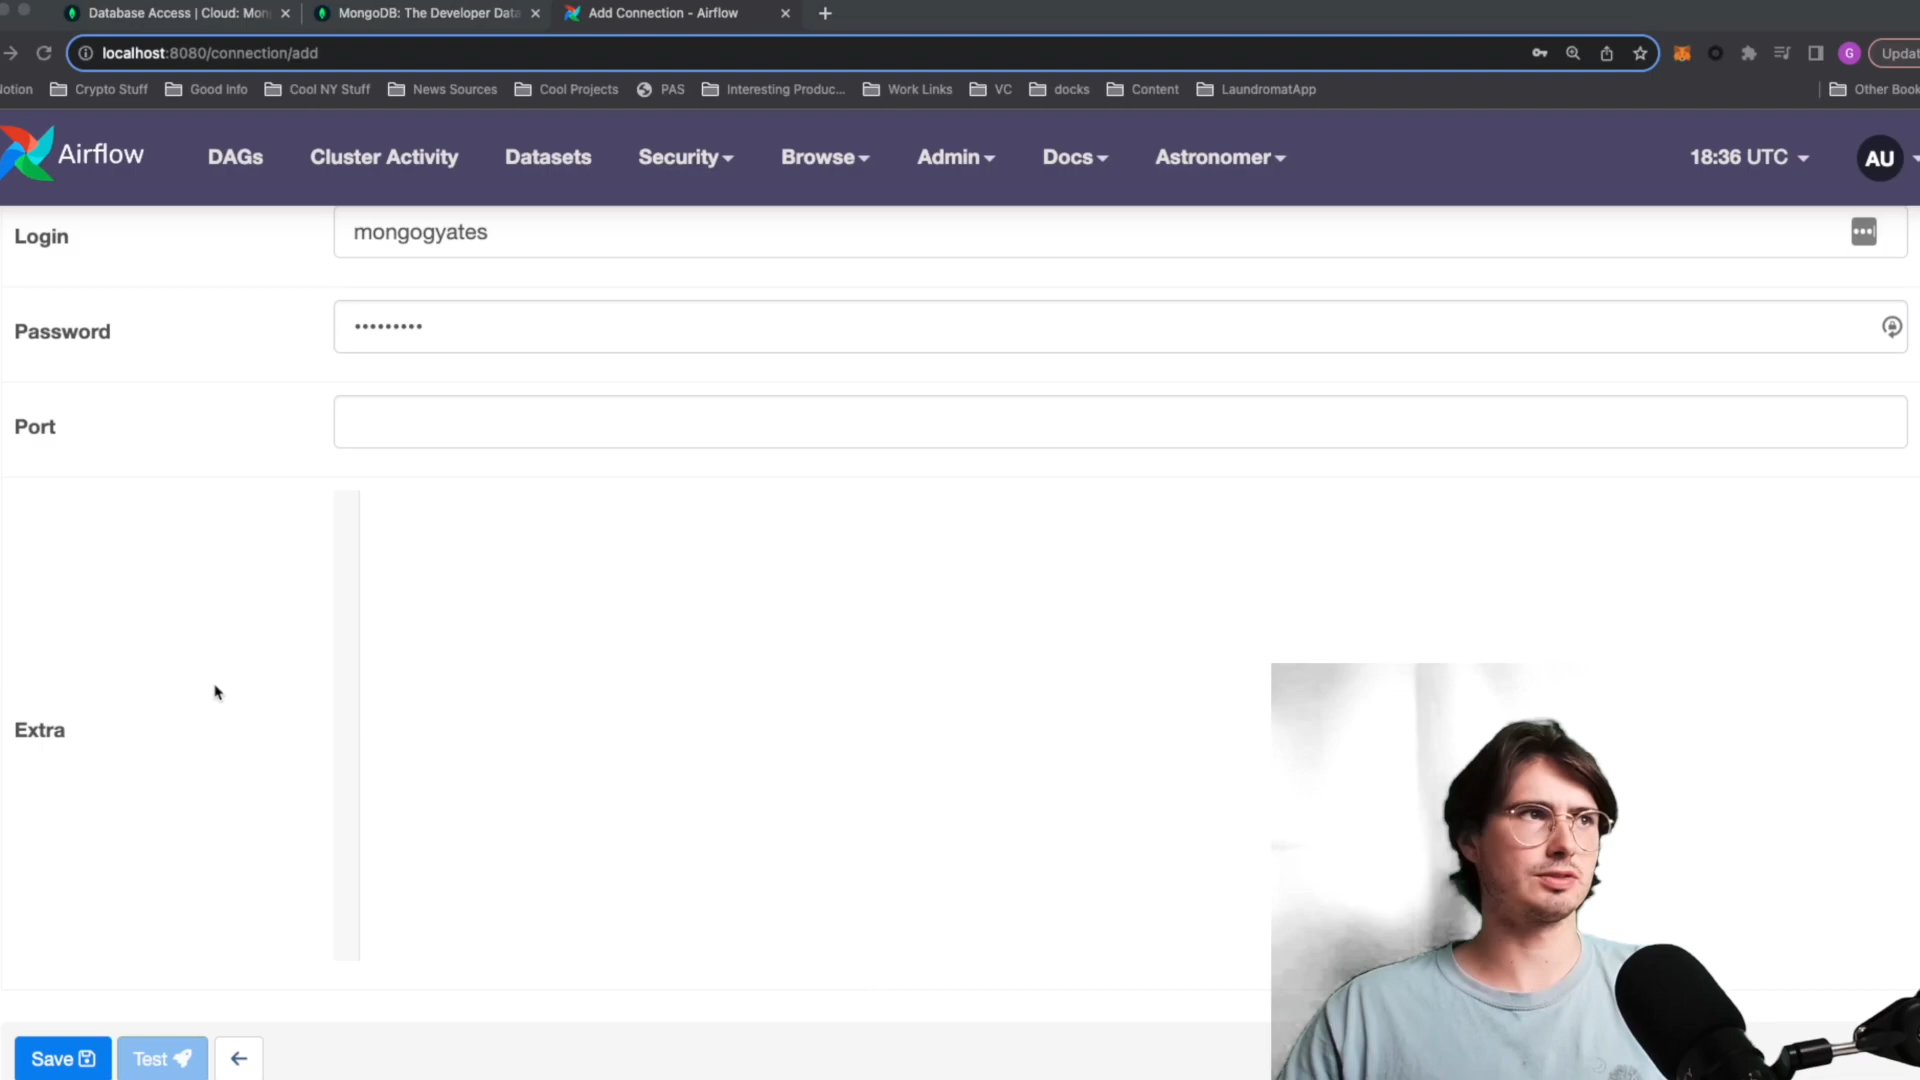 Database Access | Cloud: Mon
MongoDB: The Developer Data
Add Connection - Airflow
localhost:8080/connection/add
G
Updat
otion
Crypto Stuff
Good Info
Cool NY Stuff
News Sources
Cool Projects
PAS
Interesting Produc...
Work Links
VC
docks
Content
LaundromatApp
Other Book
Airflow
DAGs
Cluster Activity
Datasets
Security
Browse
Admin
Docs
Astronomer
18:36 UTC
AU
Login
mongogyates
Password
•••••••••
Port
Extra
Save
Test